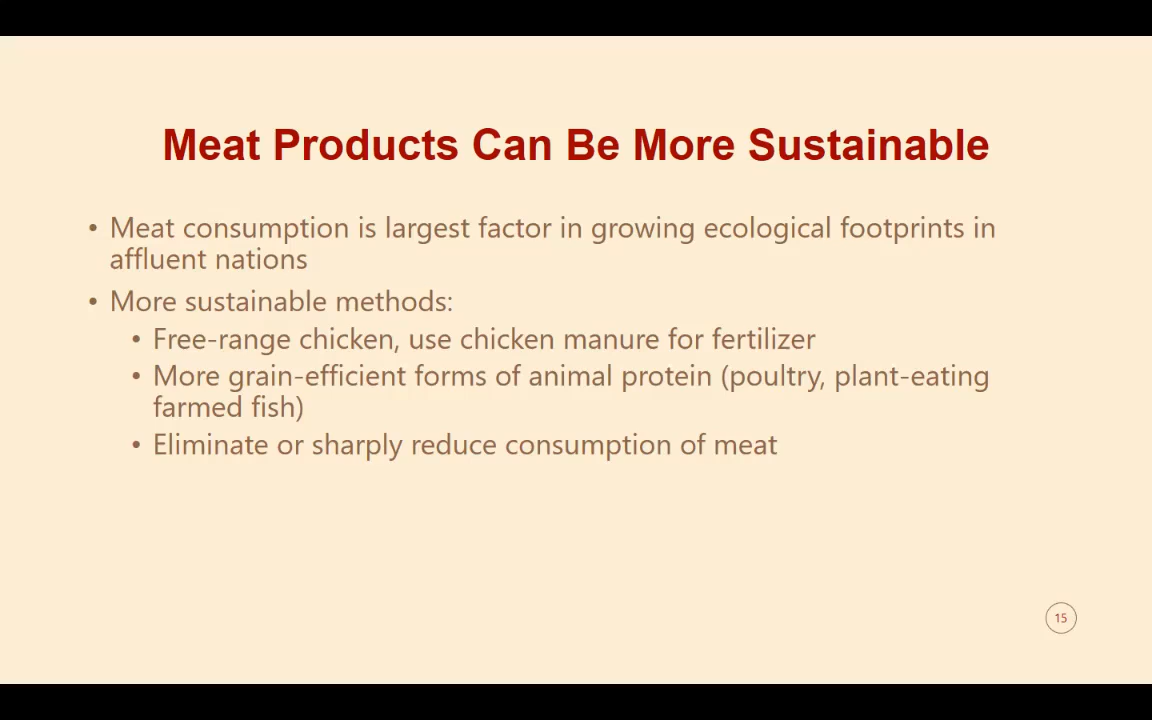 Meat Products Can Be More Sustainable
• Meat consumption is largest factor in growing ecological footprints in
affluent nations
• More sustainable methods:
• Free-range chicken, use chicken manure for fertilizer
• More grain-efficient forms of animal protein (poultry, plant-eating
farmed fish)
• Eliminate or sharply reduce consumption of meat
15